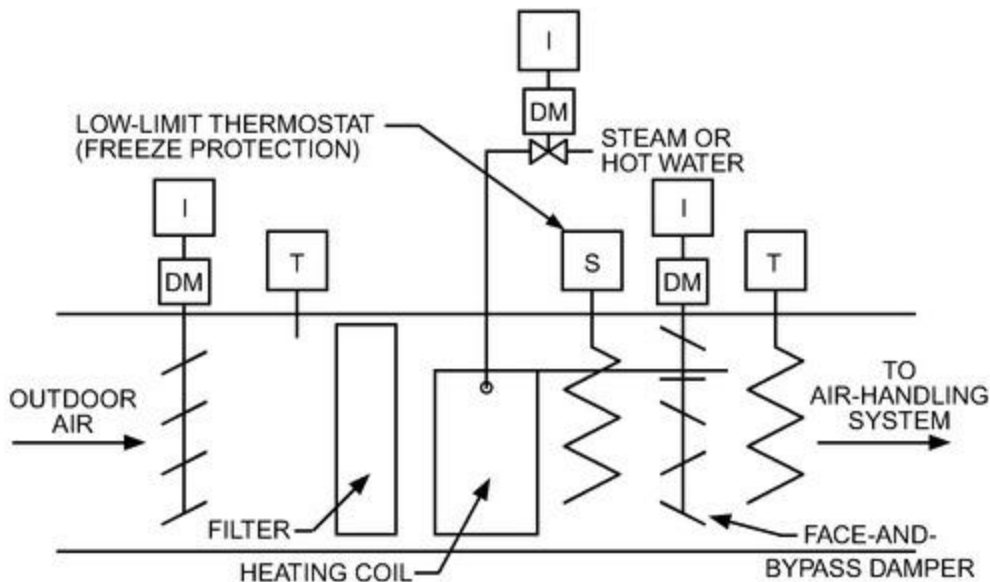 I
DM
LOW-LIMIT THERMOSTAT
(FREEZE PROTECTION)
STEAM OR
HOT WATER
I
T
S
I
T
DM
DM
OUTDOOR
AIR
TO
AIR-HANDLING
SYSTEM
FILTER
HEATING COIL
FACE-AND-
BYPASS DAMPER